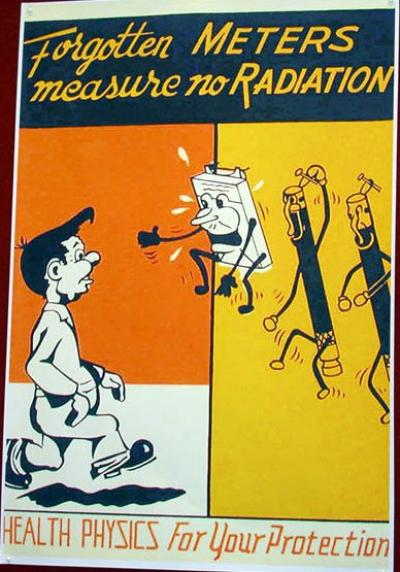 Forgotten METERS
measure no RADIATION
HEALTH PHYSICS For Your Protection